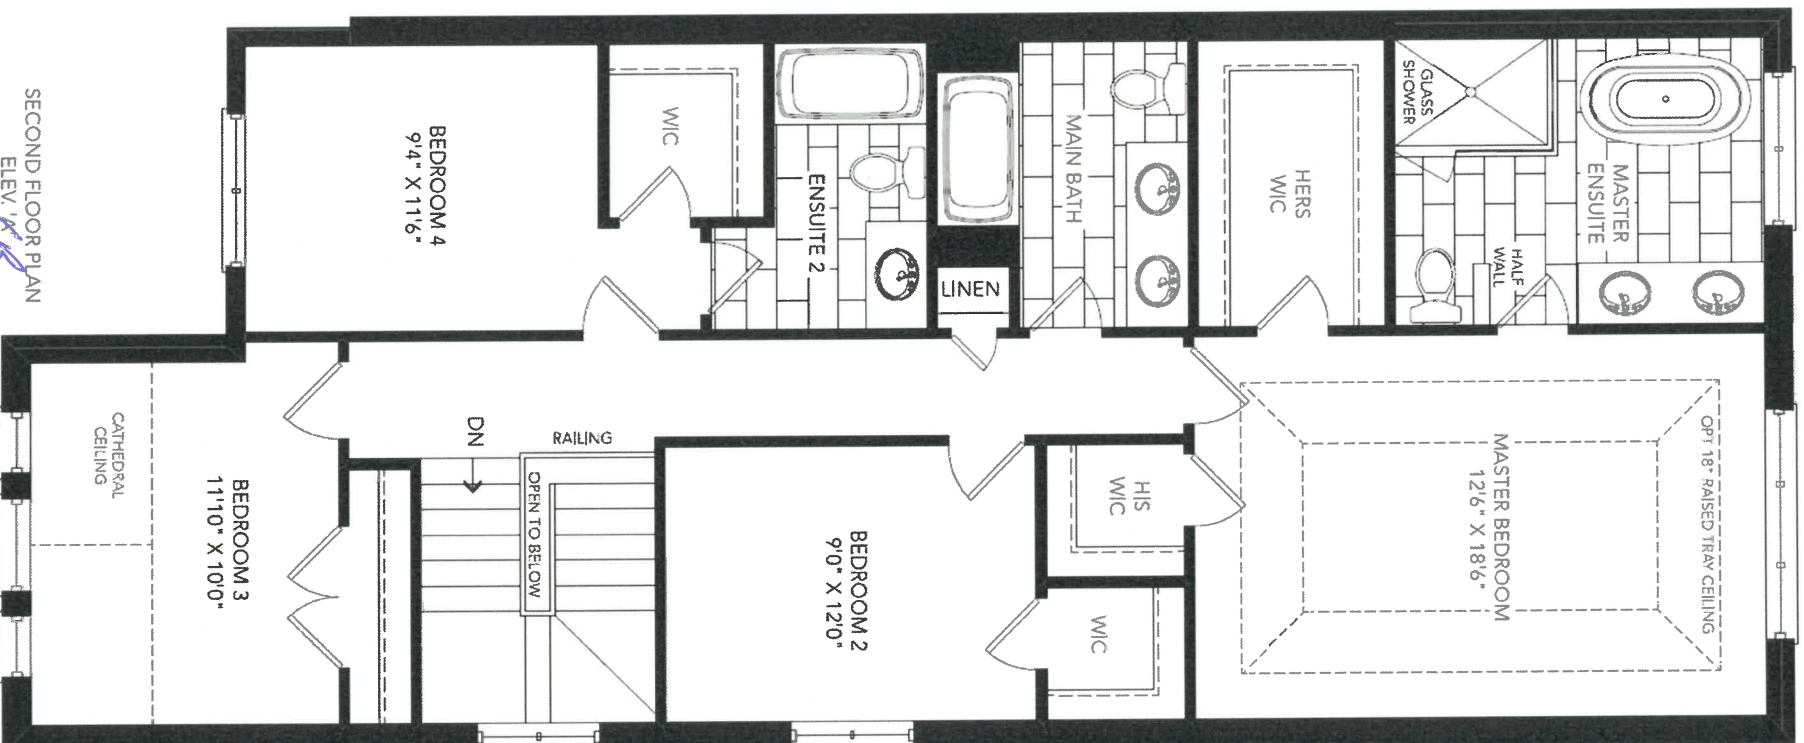 GLASS
SHOWER
MASTER
ENSUITE
HALF
WALL
HERS
WIC
MAIN BATH
LINEN
ENSUITE 2
WIC
BEDROOM 4
9'4" X 11'6"
OPT 18" RAISED TRAY CEILING
MASTER BEDROOM
12'6" X 18'6"
HIS
WIC
WIC
BEDROOM 2
9'0" X 12'0"
RAILING
OPEN TO BELOW
DN
BEDROOM 3
11'10" X 10'0"
CATHEDRAL
CEILING
SECOND FLOOR PLAN
ELEV. 'A'